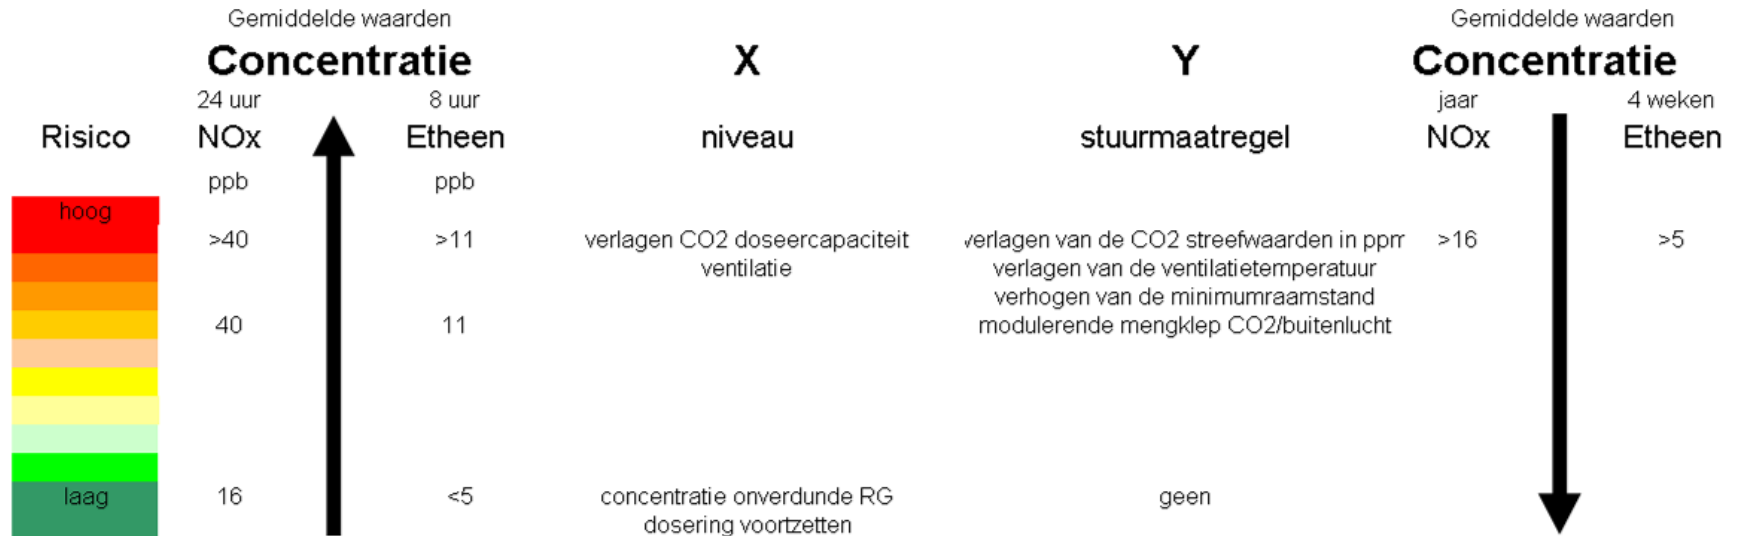 Gemiddelde waarden Gemiddelde waarden
Concentratie X Y Concentratie
24 uur 8 uur jaar 4 weken
Risico NOx Etheen niveau stuurmaatregel NOx Etheen
ppb ppb
hoog
>40 >11 verlagen CO2 doseercapaciteit verlagen van de CO2 streefwaarden in ppm >16 >5
ventilatie verlagen van de ventilatietemperatuur
verhogen van de minimumraamstand
40 11 modulerende mengklep CO2/buitenlucht
laag 16 <5 concentratie onverdunde RG geen
dosering voortzetten